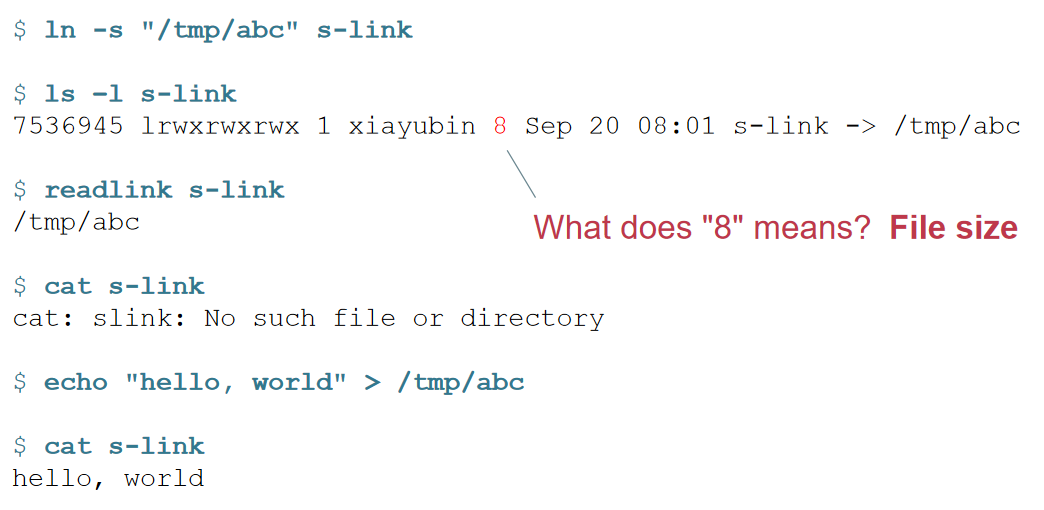 $ ln -s "/tmp/abc" s-link
$ ls –l s-link
7536945 lrwxrwxrwx 1 xiayubin 8 Sep 20 08:01 s-link -> /tmp/abc
$ readlink s-link
/tmp/abc
What does "8" means? File size
$ cat s-link
cat: slink: No such file or directory
$ echo "hello, world" > /tmp/abc
$ cat s-link
hello, world